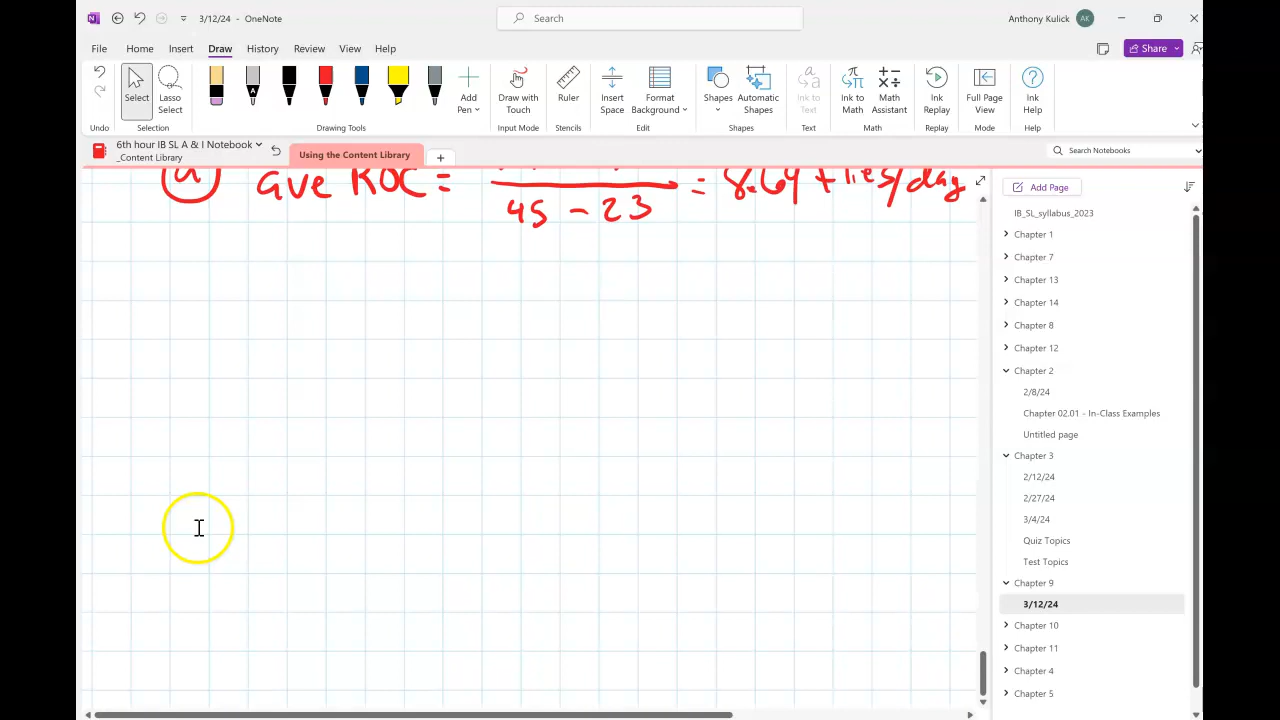 3/12/24 - OneNote
Search
Anthony Kulick
AK
File
Home
Insert
Draw
History
Review
View
Help
Share
Select
Lasso
Select
A
Add
Pen
Draw with
Touch
Ruler
Insert
Space
Format
Background
Shapes
Automatic
Shapes
Ink to
Text
Ink to
Math
Math
Assistant
Ink
Replay
Full Page
View
Ink
Help
Undo
Selection
Drawing Tools
Input Mode
Stencils
Edit
Shapes
Text
Math
Replay
Mode
Help
6th hour IB SL A & I Notebook
_Content Library
Using the Content Library
Search Notebooks
ave ROC =
45 - 23
= 8.64 flies/day
Add Page
IB_SL_syllabus_2023
Chapter 1
Chapter 7
Chapter 13
Chapter 14
Chapter 8
Chapter 12
Chapter 2
2/8/24
Chapter 02.01 - In-Class Examples
Untitled page
Chapter 3
2/12/24
2/27/24
3/4/24
Quiz Topics
Test Topics
Chapter 9
3/12/24
Chapter 10
Chapter 11
Chapter 4
Chapter 5